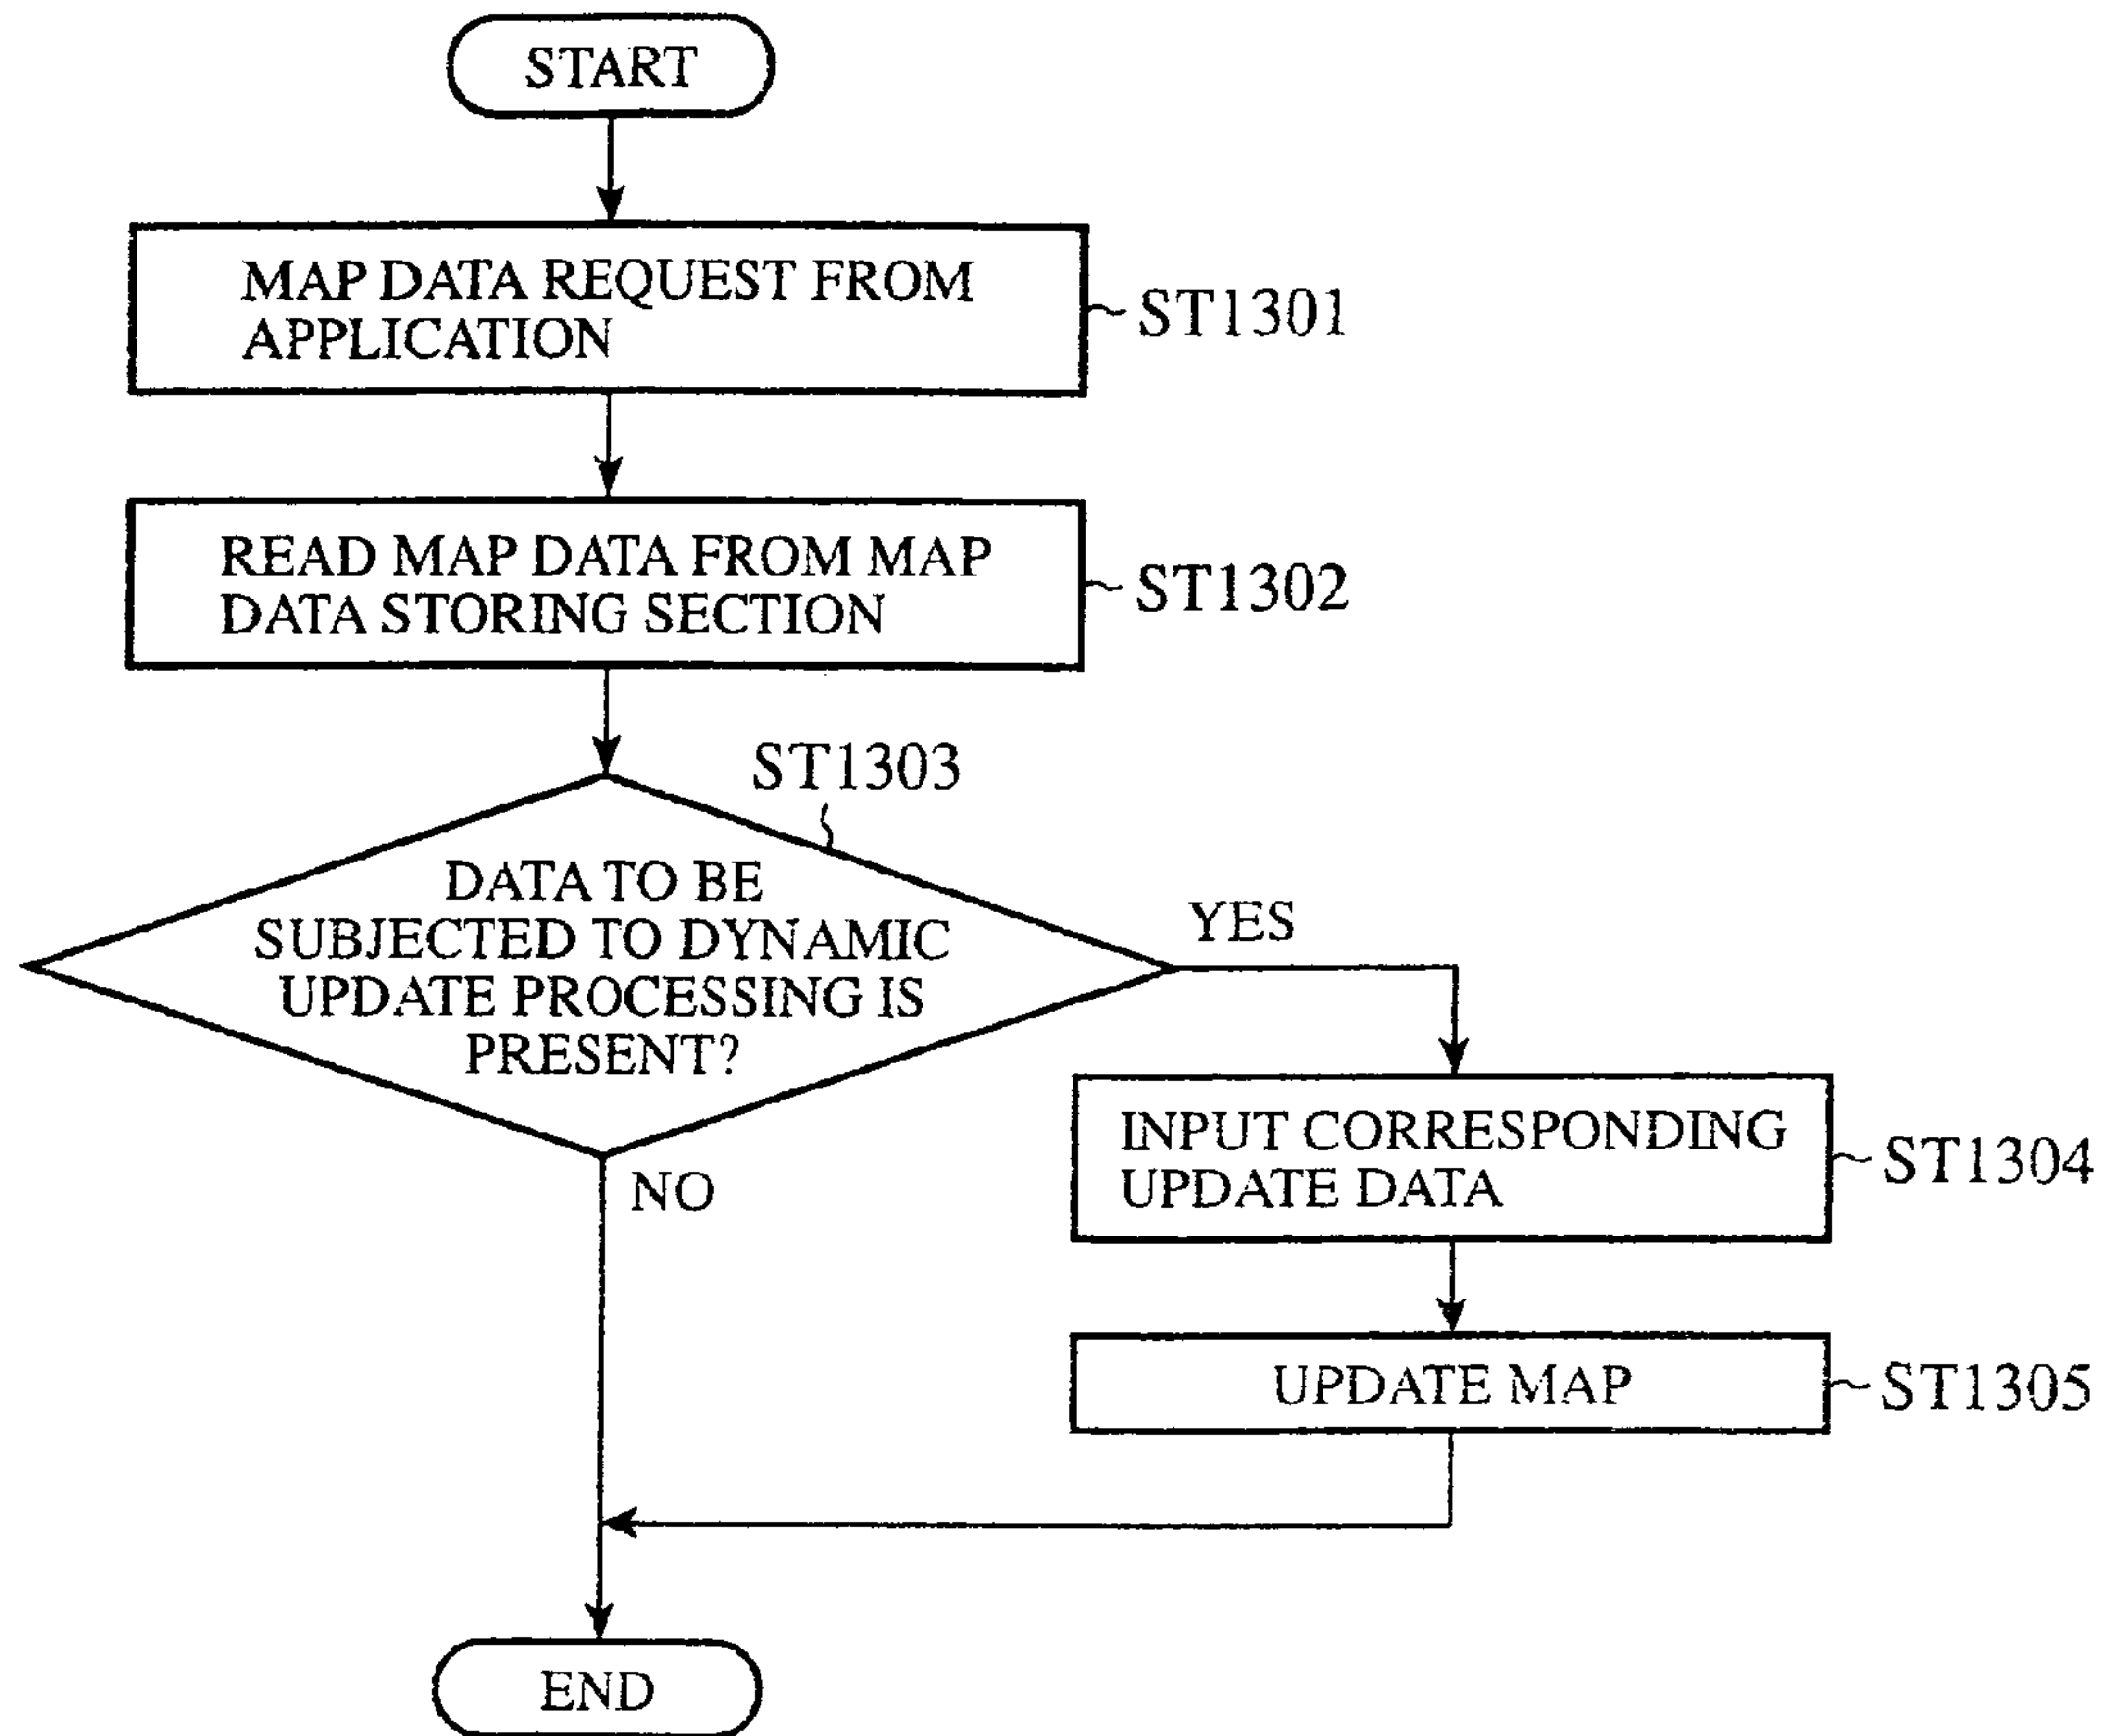 START
MAP DATA REQUEST FROM
APPLICATION
ST1301
READ MAP DATA FROM MAP
DATA STORING SECTION
ST1302
ST1303
DATA TO BE
SUBJECTED TO DYNAMIC
UPDATE PROCESSING IS
PRESENT?
YES
NO
INPUT CORRESPONDING
UPDATE DATA
ST1304
UPDATE MAP
ST1305
END